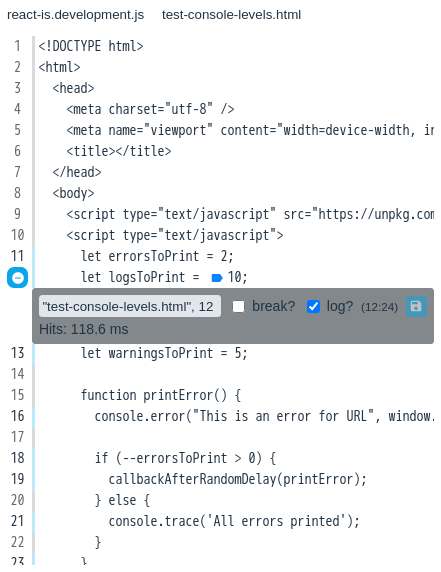 react-is.development.js test-console-levels.html
1 <!DOCTYPE html>
2 <html>
3 <head>
4 <meta charset="utf-8" />
5 <meta name="viewport" content="width=device-width, in
6 <title></title>
7 </head>
8 <body>
9 <script type="text/javascript" src="https://unpkg.com
10 <script type="text/javascript">
11 let errorsToPrint = 2;
let logsToPrint = 10;
"test-console-levels.html", 12 break? log? (12:24)
Hits: 118.6 ms
13 let warningsToPrint = 5;
14
15 function printError() {
16 console.error("This is an error for URL", window.
17
18 if (--errorsToPrint > 0) {
19 callbackAfterRandomDelay(printError);
20 } else {
21 console.trace('All errors printed');
22 }
23 }